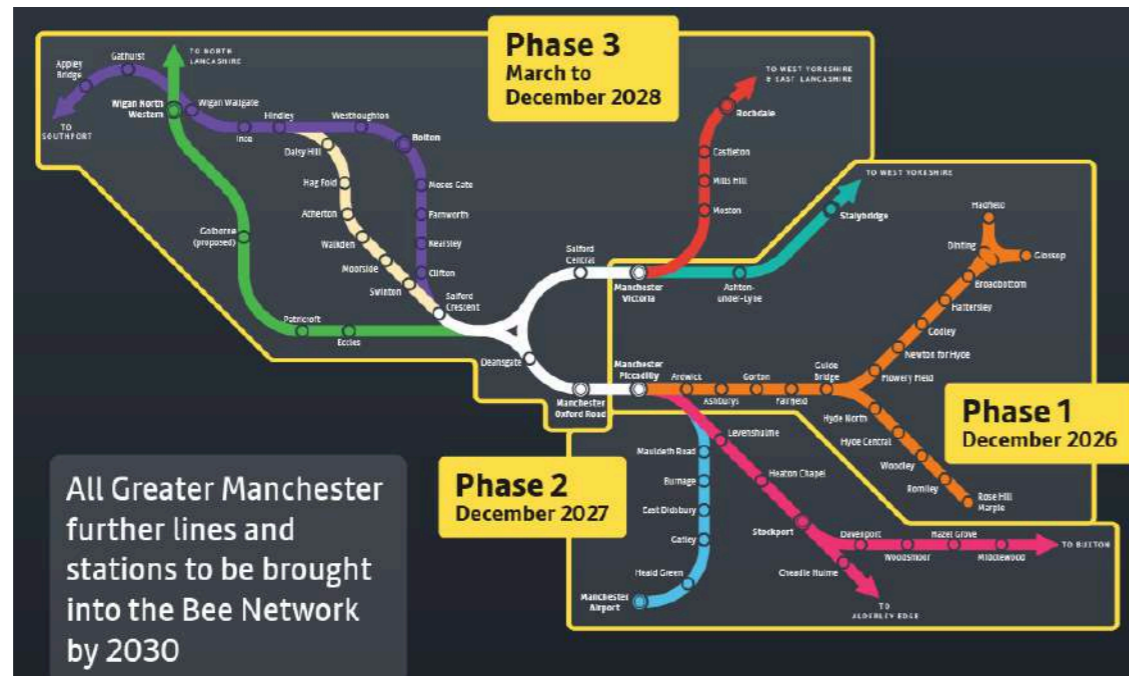 Phase 3
March to
December 2028
TO NORTH
LANCASHIRE
Gathurst
Appley
Bridge
Wigan North
Western
Wigan Wallgate
TO
SOUTHPORT
Ince
Hindley
Westhoughton
Bolton
Daisy Hill
Hag Fold
Atherton
Walkden
Moorside
Swinton
Salford
Crescent
Moses Gate
Farnworth
Kearsley
Clifton
Golborne
(proposed)
Patricroft
Eccles
Deansgate
Salford
Central
Manchester
Victoria
Manchester
Oxford Road
Manchester
Piccadilly
TO WEST YORKSHIRE
& EAST LANCASHIRE
Rochdale
Castleton
Mills Hill
Moston
TO WEST YORKSHIRE
Stalybridge
Ashton-
under-Lyne
Hadfield
Dinting
Glossop
Broadbottom
Hattersley
Godley
Newton for Hyde
Flowery Field
Guide
Bridge
Ardwick
Ashburys
Gorton
Fairfield
Hyde North
Hyde Central
Woodley
Romiley
Rose Hill
Marple
Phase 1
December 2026
Phase 2
December 2027
Levenshulme
Heaton Chapel
Stockport
Davenport
Woodsmoor
Hazel Grove
Middlewood
TO BUXTON
Cheadle Hulme
TO
ALDERLEY EDGE
Mauldeth Road
Burnage
East Didsbury
Gatley
Heald Green
Manchester
Airport
All Greater Manchester
further lines and
stations to be brought
into the Bee Network
by 2030